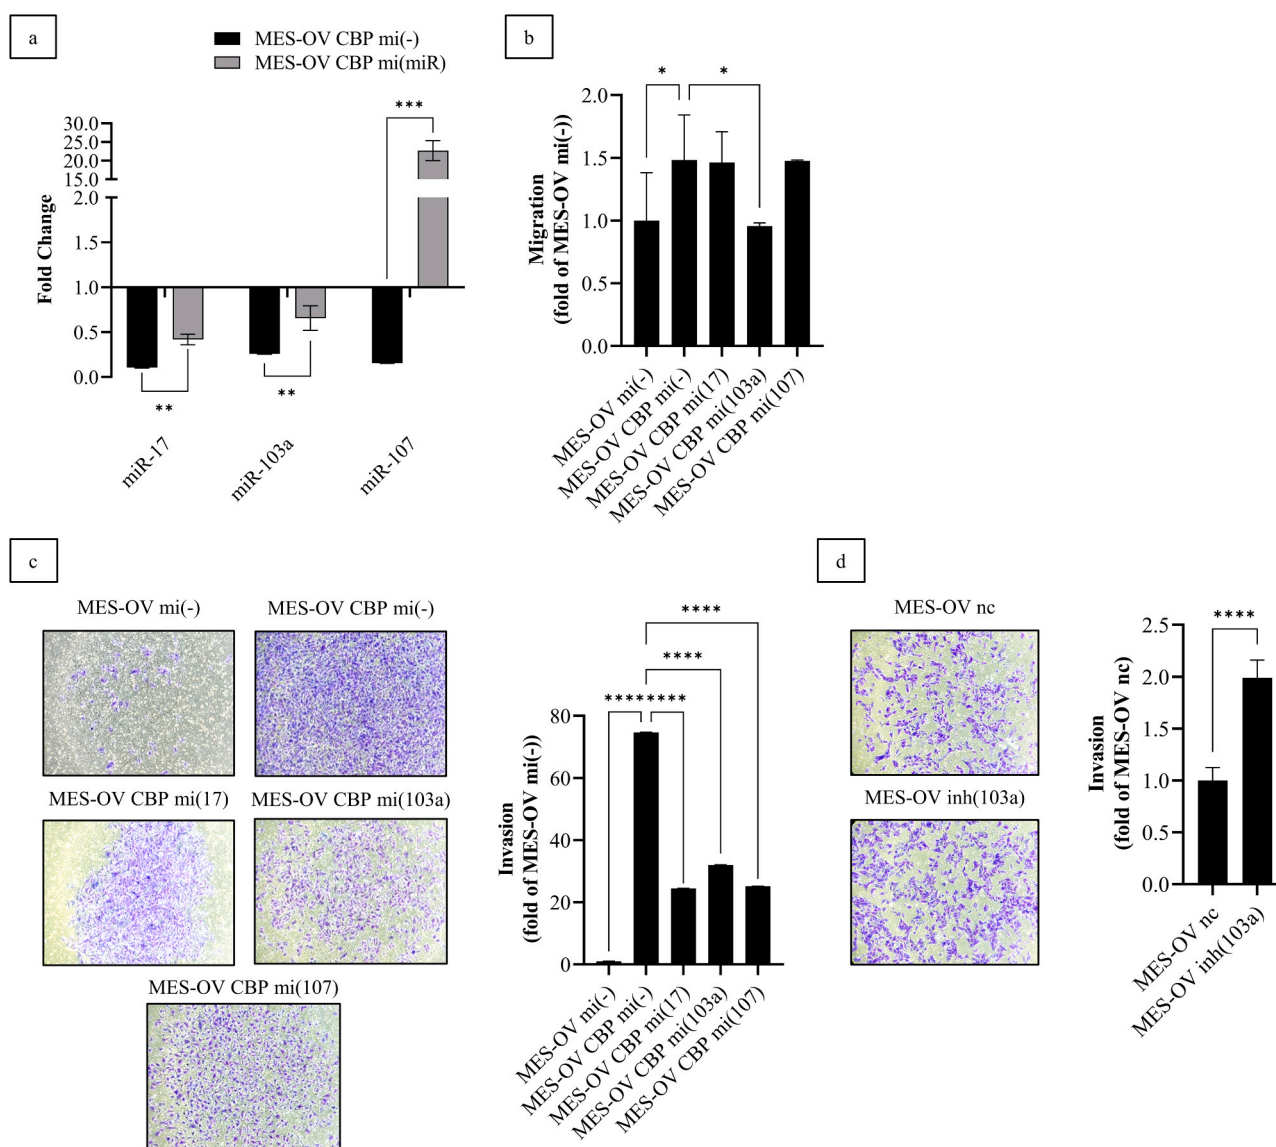 a
MES-OV CBP mi(-)
MES-OV CBP mi(miR)
***
30.0
25.0
20.0
15.0
2.0
1.5
1.0
0.5
0.0
Fold Change
**
**
miR-17
miR-103a
miR-107
b
*
*
2.0
1.5
1.0
0.5
0.0
Migration
(fold of MES-OV mi(-))
MES-OV mi(-)
MES-OV CBP mi(-)
MES-OV CBP mi(17)
MES-OV CBP mi(103a)
MES-OV CBP mi(107)
c
MES-OV mi(-)
MES-OV CBP mi(-)
MES-OV CBP mi(17)
MES-OV CBP mi(103a)
MES-OV CBP mi(107)
****
****
********
80
60
40
20
0
Invasion
(fold of MES-OV mi(-))
MES-OV mi(-)
MES-OV CBP mi(-)
MES-OV CBP mi(17)
MES-OV CBP mi(103a)
MES-OV CBP mi(107)
d
MES-OV nc
MES-OV inh(103a)
****
2.5
2.0
1.5
1.0
0.5
0.0
Invasion
(fold of MES-OV nc)
MES-OV nc
MES-OV inh(103a)